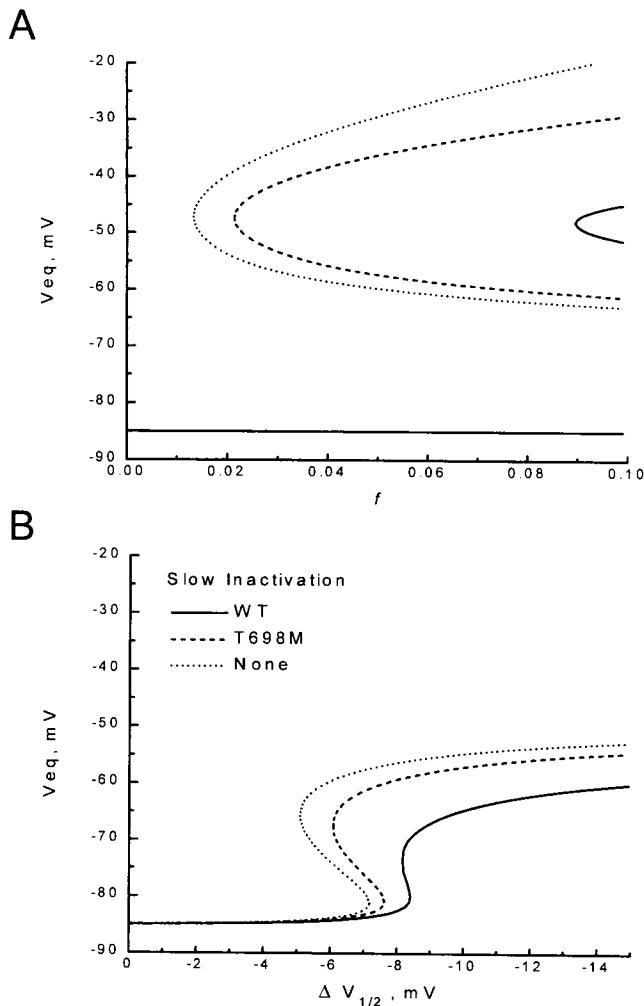 A
-20
-30
-40
-50
-60
-70
-80
-90
Veq, mV
0.00 0.02 0.04 0.06 0.08 0.10
f
B
-20
-30
-40
-50
-60
-70
-80
-90
Veq, mV
Slow Inactivation
WT
T698M
None
0 -2 -4 -6 -8 -10 -12 -14
Δ V1/2, mV